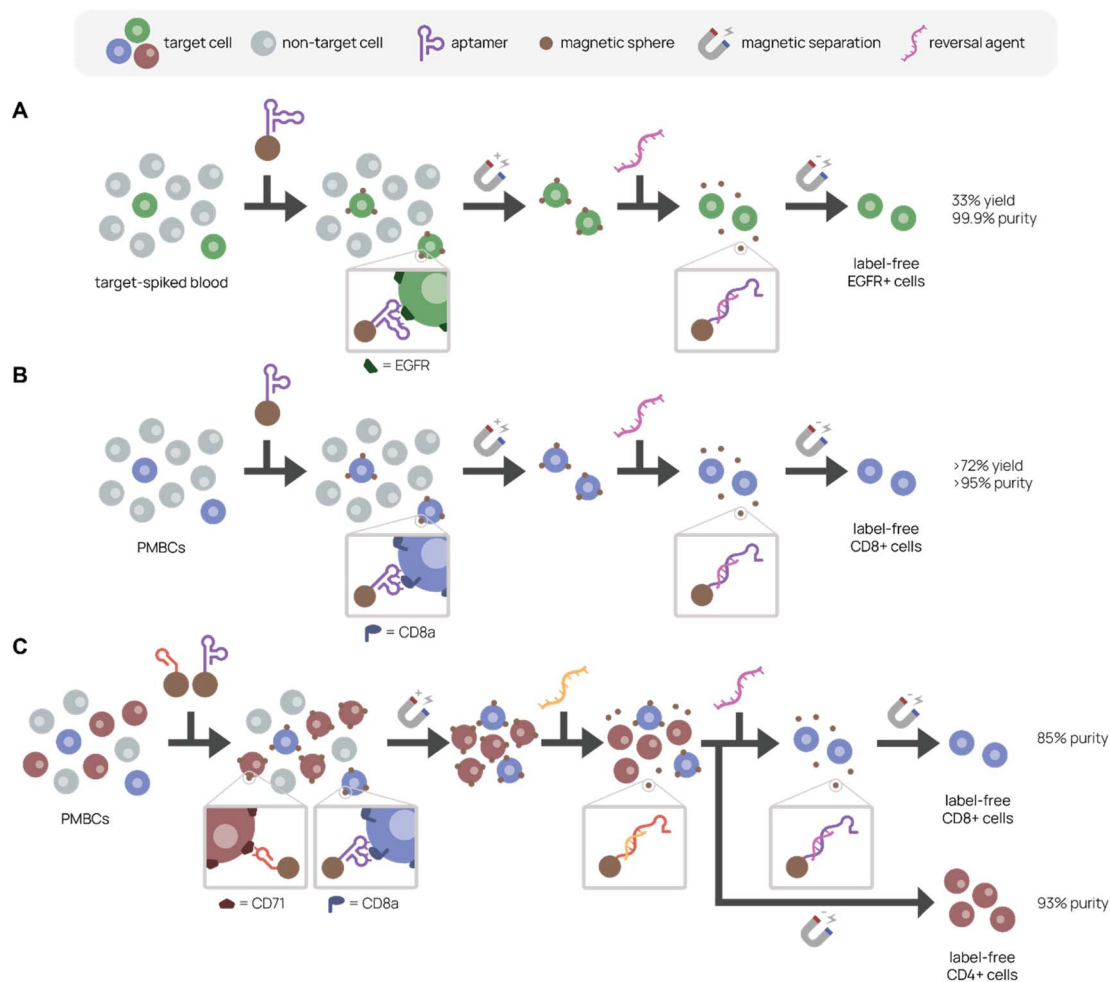 target cell
non-target cell
aptamer
magnetic sphere
magnetic separation
reversal agent
A
target-spiked blood
= EGFR
+
-
label-free
EGFR+ cells
33% yield
99.9% purity
B
PMBCs
= CD8a
+
-
label-free
CD8+ cells
>72% yield
>95% purity
C
PMBCs
= CD71
= CD8a
+
-
label-free
CD8+ cells
85% purity
-
label-free
CD4+ cells
93% purity